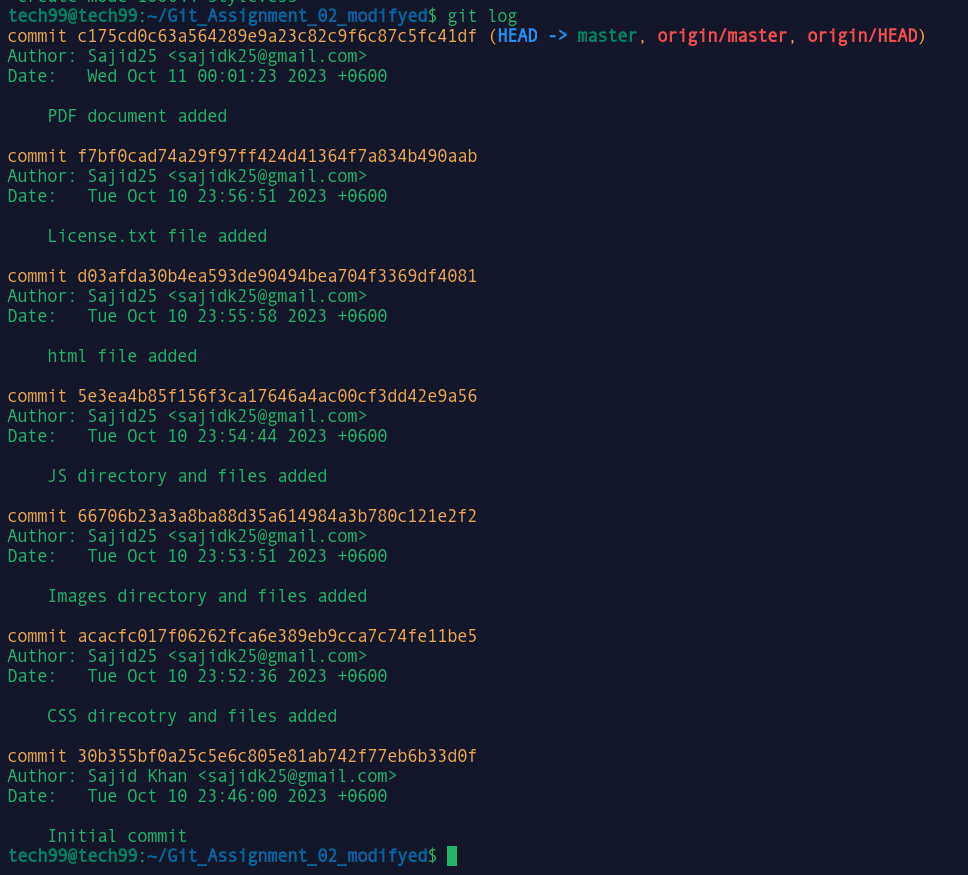 tech99@tech99:~/Git_Assignment_02_modifyed$ git log
commit c175cd0c63a564289e9a23c82c9f6c87c5fc41df (HEAD -> master, origin/master, origin/HEAD)
Author: Sajid25 <sajidk25@gmail.com>
Date:   Wed Oct 11 00:01:23 2023 +0600
PDF document added
commit f7bf0cad74a29f97ff424d41364f7a834b490aab
Author: Sajid25 <sajidk25@gmail.com>
Date:   Tue Oct 10 23:56:51 2023 +0600
License.txt file added
commit d03afda30b4ea593de90494bea704f3369df4081
Author: Sajid25 <sajidk25@gmail.com>
Date:   Tue Oct 10 23:55:58 2023 +0600
html file added
commit 5e3ea4b85f156f3ca17646a4ac00cf3dd42e9a56
Author: Sajid25 <sajidk25@gmail.com>
Date:   Tue Oct 10 23:54:44 2023 +0600
JS directory and files added
commit 66706b23a3a8ba88d35a614984a3b780c121e2f2
Author: Sajid25 <sajidk25@gmail.com>
Date:   Tue Oct 10 23:53:51 2023 +0600
Images directory and files added
commit acacfc017f06262fca6e389eb9cca7c74fe11be5
Author: Sajid25 <sajidk25@gmail.com>
Date:   Tue Oct 10 23:52:36 2023 +0600
CSS direcotry and files added
commit 30b355bf0a25c5e6c805e81ab742f77eb6b33d0f
Author: Sajid Khan <sajidk25@gmail.com>
Date:   Tue Oct 10 23:46:00 2023 +0600
Initial commit
tech99@tech99:~/Git_Assignment_02_modifyed$